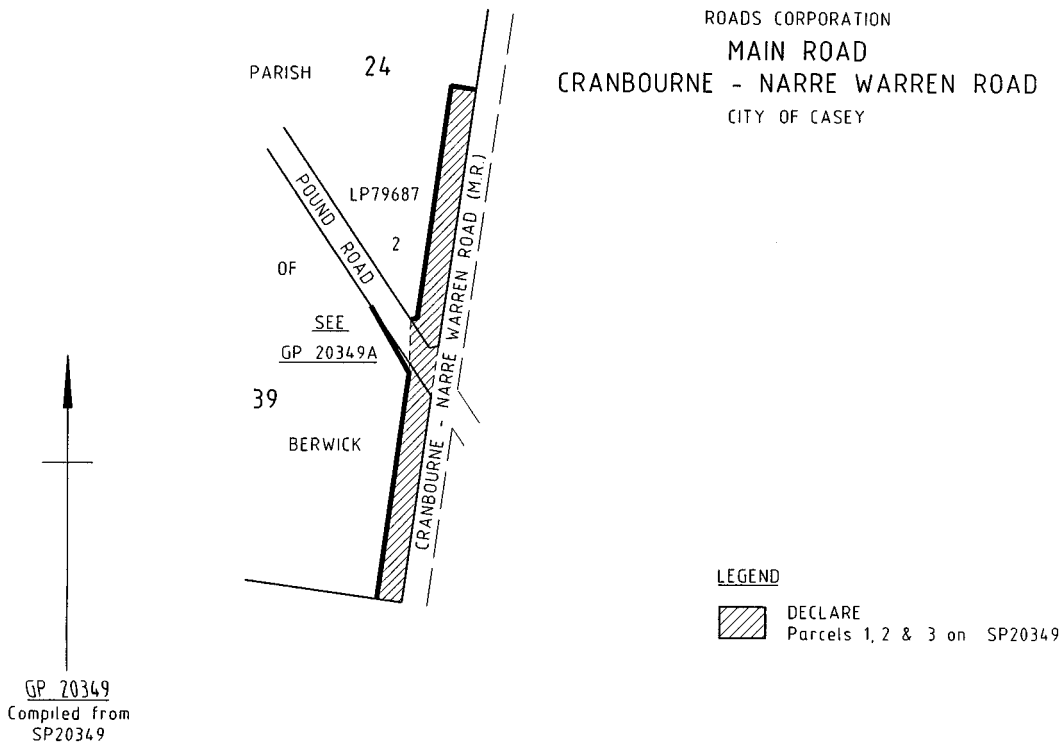 ROADS CORPORATION
MAIN ROAD
CRANBOURNE - NARRE WARREN ROAD
CITY OF CASEY
PARISH
24
POUND ROAD
LP79687
2
OF
SEE
GP 20349A
39
BERWICK
CRANBOURNE - NARRE WARREN ROAD (M.R.)
LEGEND
DECLARE
Parcels 1, 2 & 3 on SP20349
GP 20349
Compiled from
SP20349